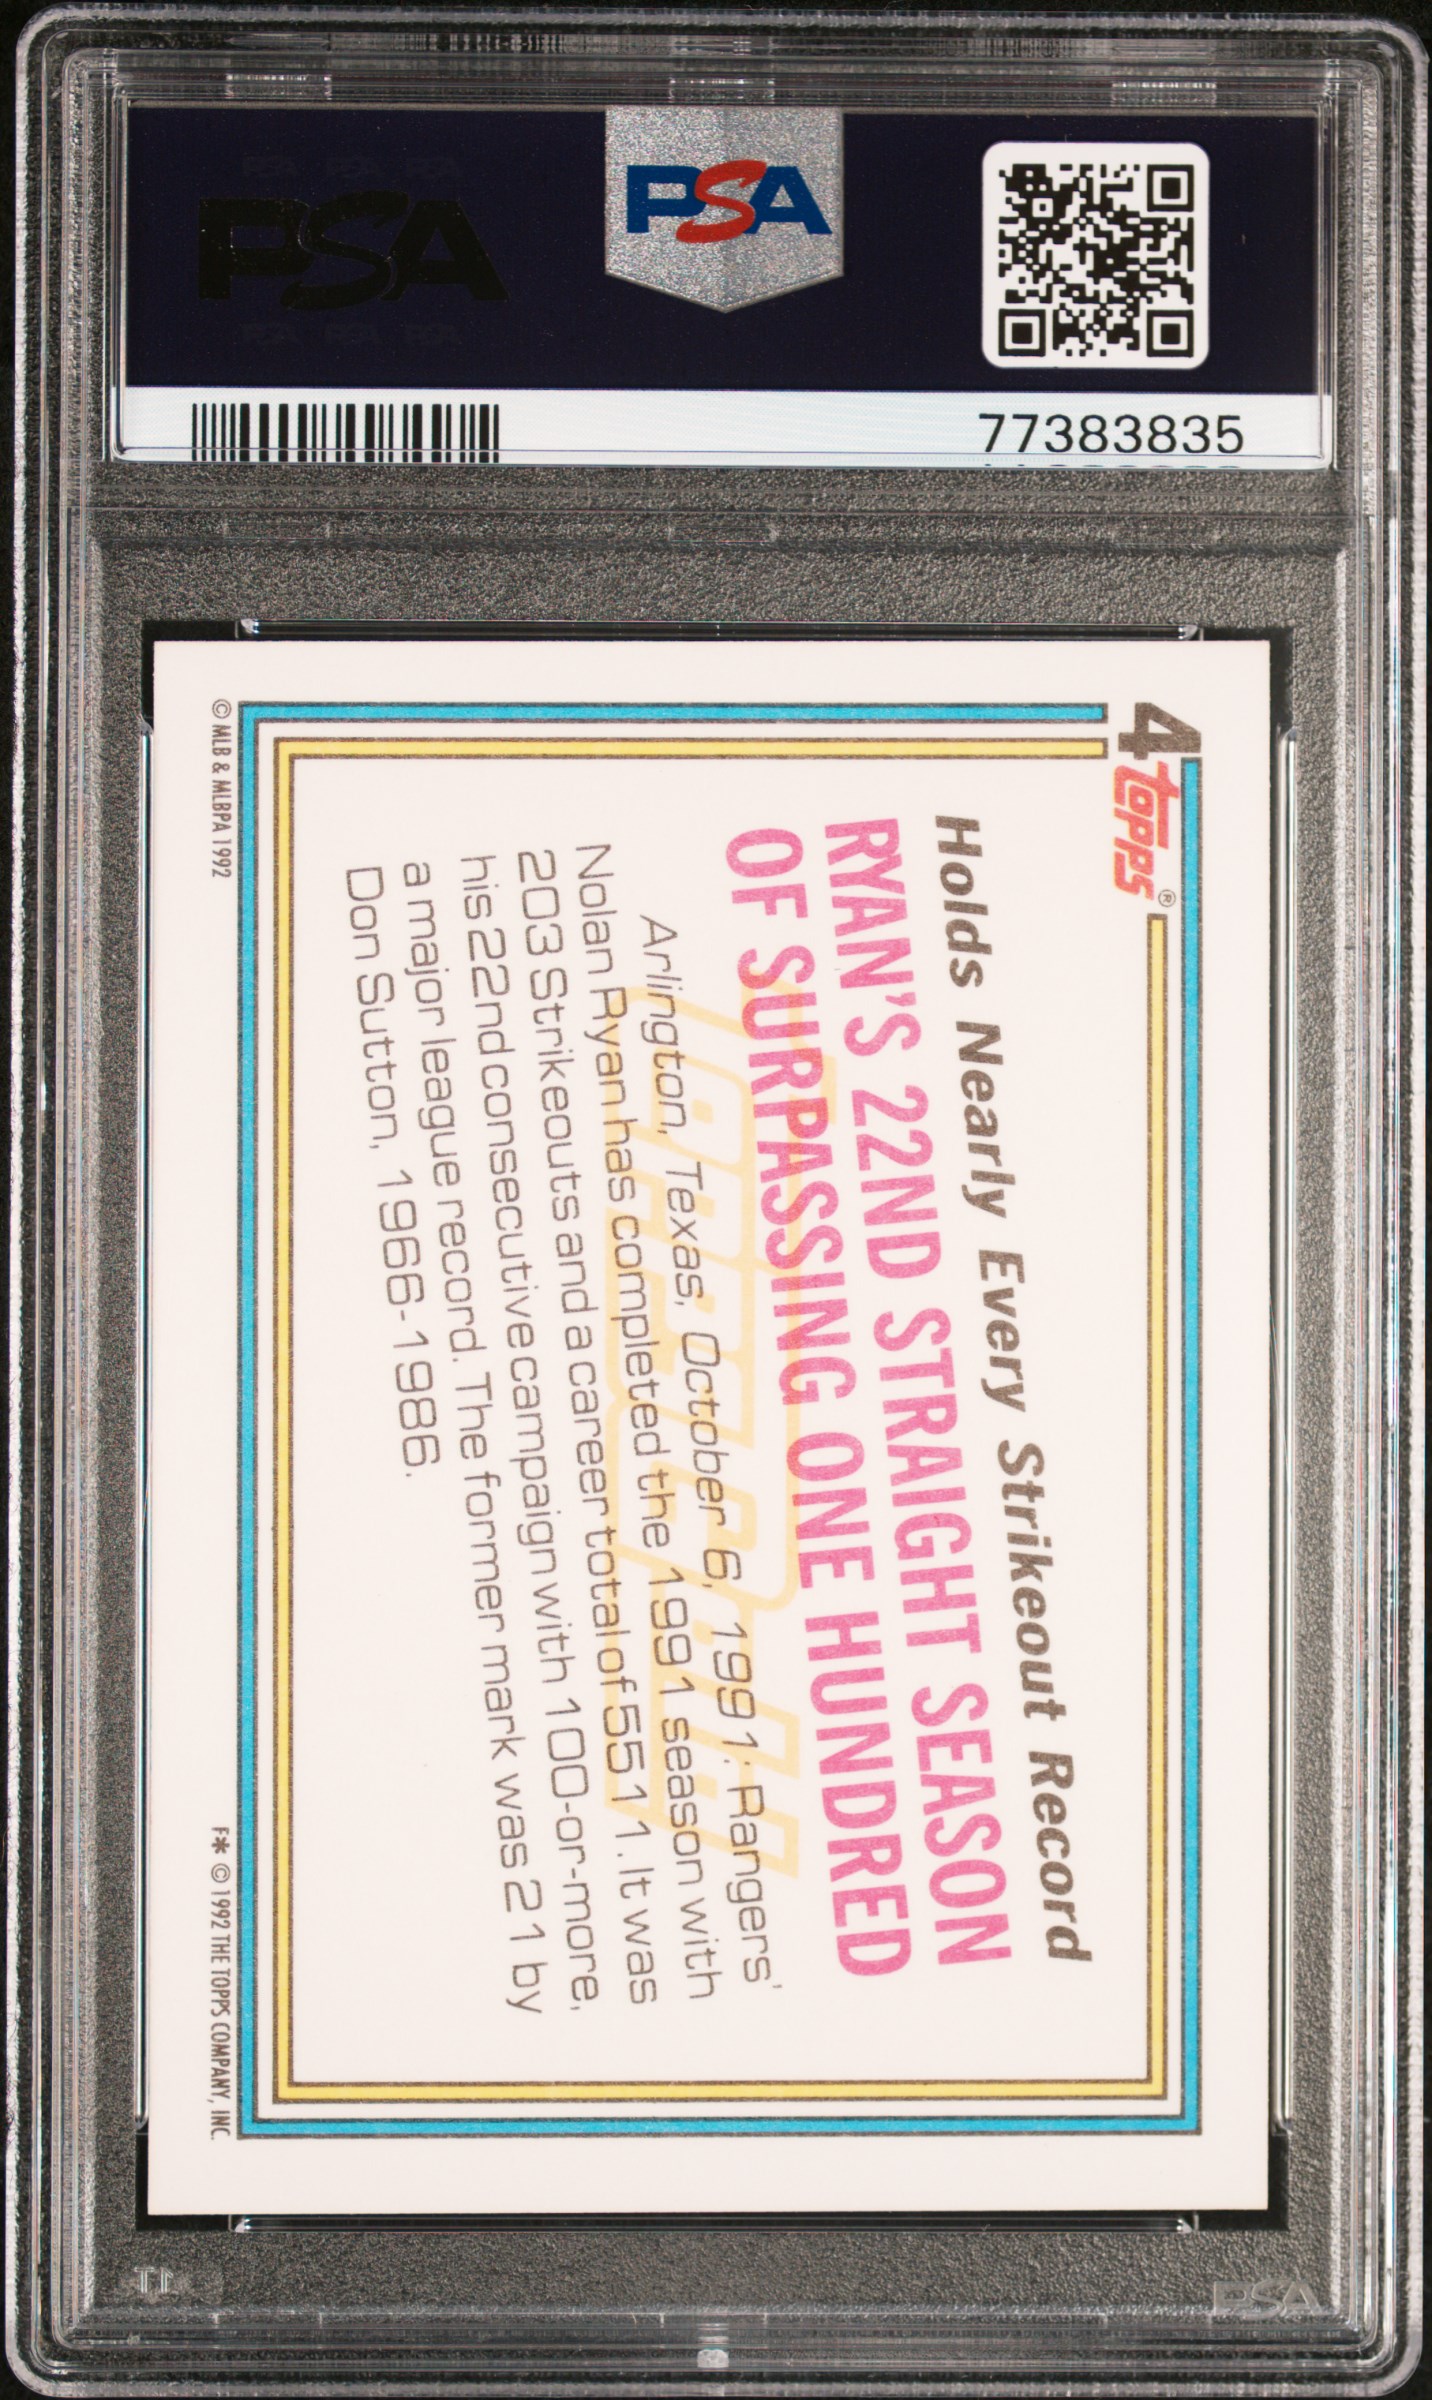 PSA
PSA
77383835
4
Topps®
Holds Nearly Every Strikeout Record
RYAN'S 22ND STRAIGHT SEASON
OF SURPASSING ONE HUNDRED
Arlington, Texas, October 6, 1991: Rangers'
Nolan Ryan has completed the 1991 season with
203 Strikeouts and a career total of 5511. It was
his 22nd consecutive campaign with 100-or-more,
a major league record. The former mark was 21 by
Don Sutton, 1966-1986.
© MLB & MLBPA 1992
F* © 1992 THE TOPPS COMPANY, INC.
PSA